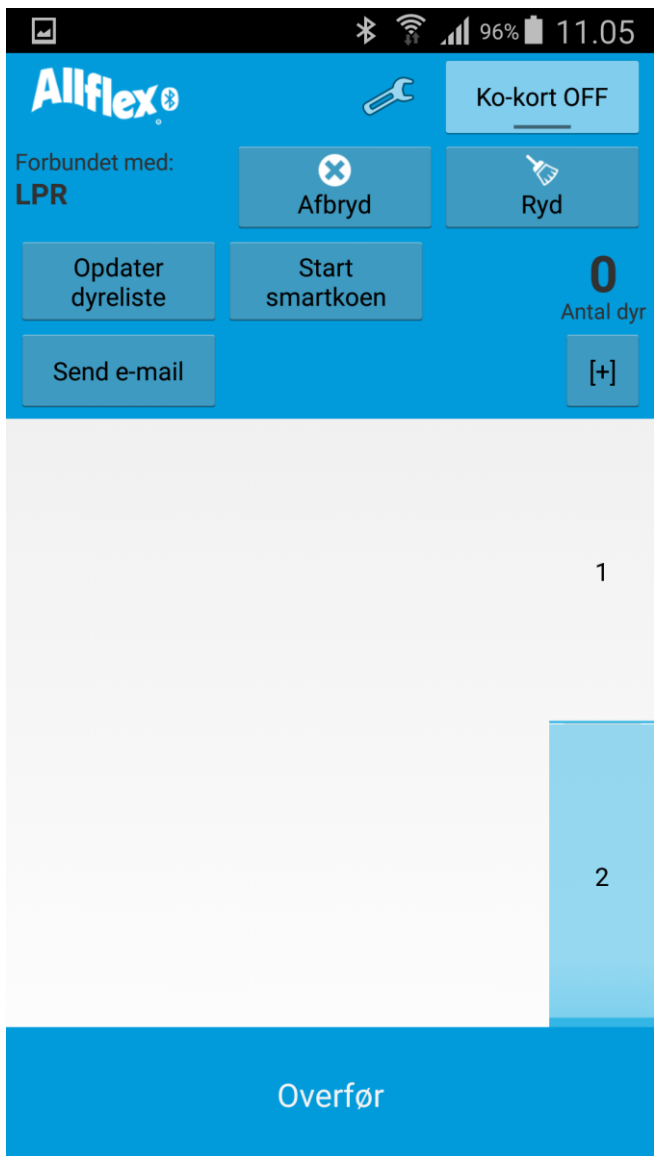 96% 11.05
Allflex
Ko-kort OFF
Forbundet med:
LPR
Afbryd
Ryd
Opdater
dyreliste
Start
smartkoen
0
Antal dyr
Send e-mail
[+]
1
2
Overfør